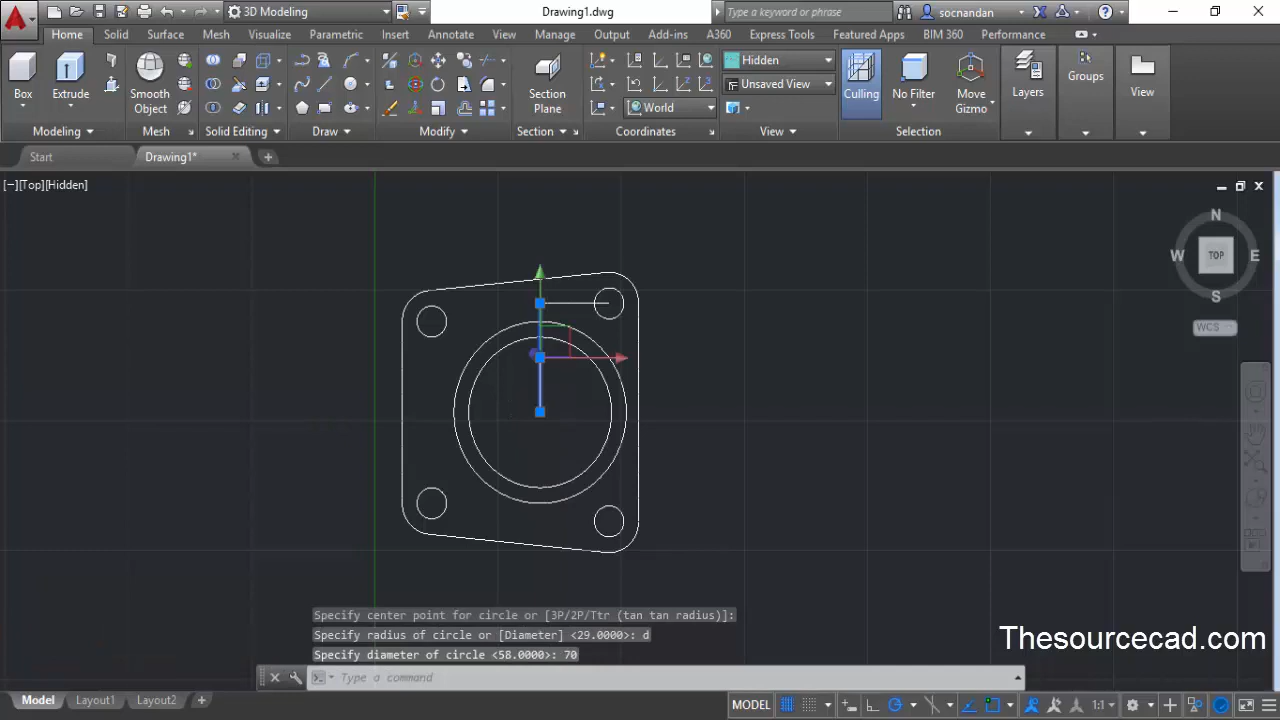 3D Modeling
Drawing1.dwg
Type a keyword or phrase
socnandan
Home
Solid
Surface
Mesh
Visualize
Parametric
Insert
Annotate
View
Manage
Output
Add-ins
A360
Express Tools
Featured Apps
BIM 360
Performance
Box
Extrude
Smooth
Object
Section
Plane
World
Hidden
Unsaved View
Culling
No Filter
Move
Gizmo
Layers
Groups
View
Modeling
Mesh
Solid Editing
Draw
Modify
Section
Coordinates
View
Selection
Start
Drawing1*
[−][Top][Hidden]
N
W
TOP
E
S
WCS
Specify center point for circle or [3P/2P/Ttr (tan tan radius)]:
Specify radius of circle or [Diameter] <29.0000>: d
Specify diameter of circle <58.0000>: 70
Type a command
Thesourcecad.com
Model
Layout1
Layout2
MODEL
1:1